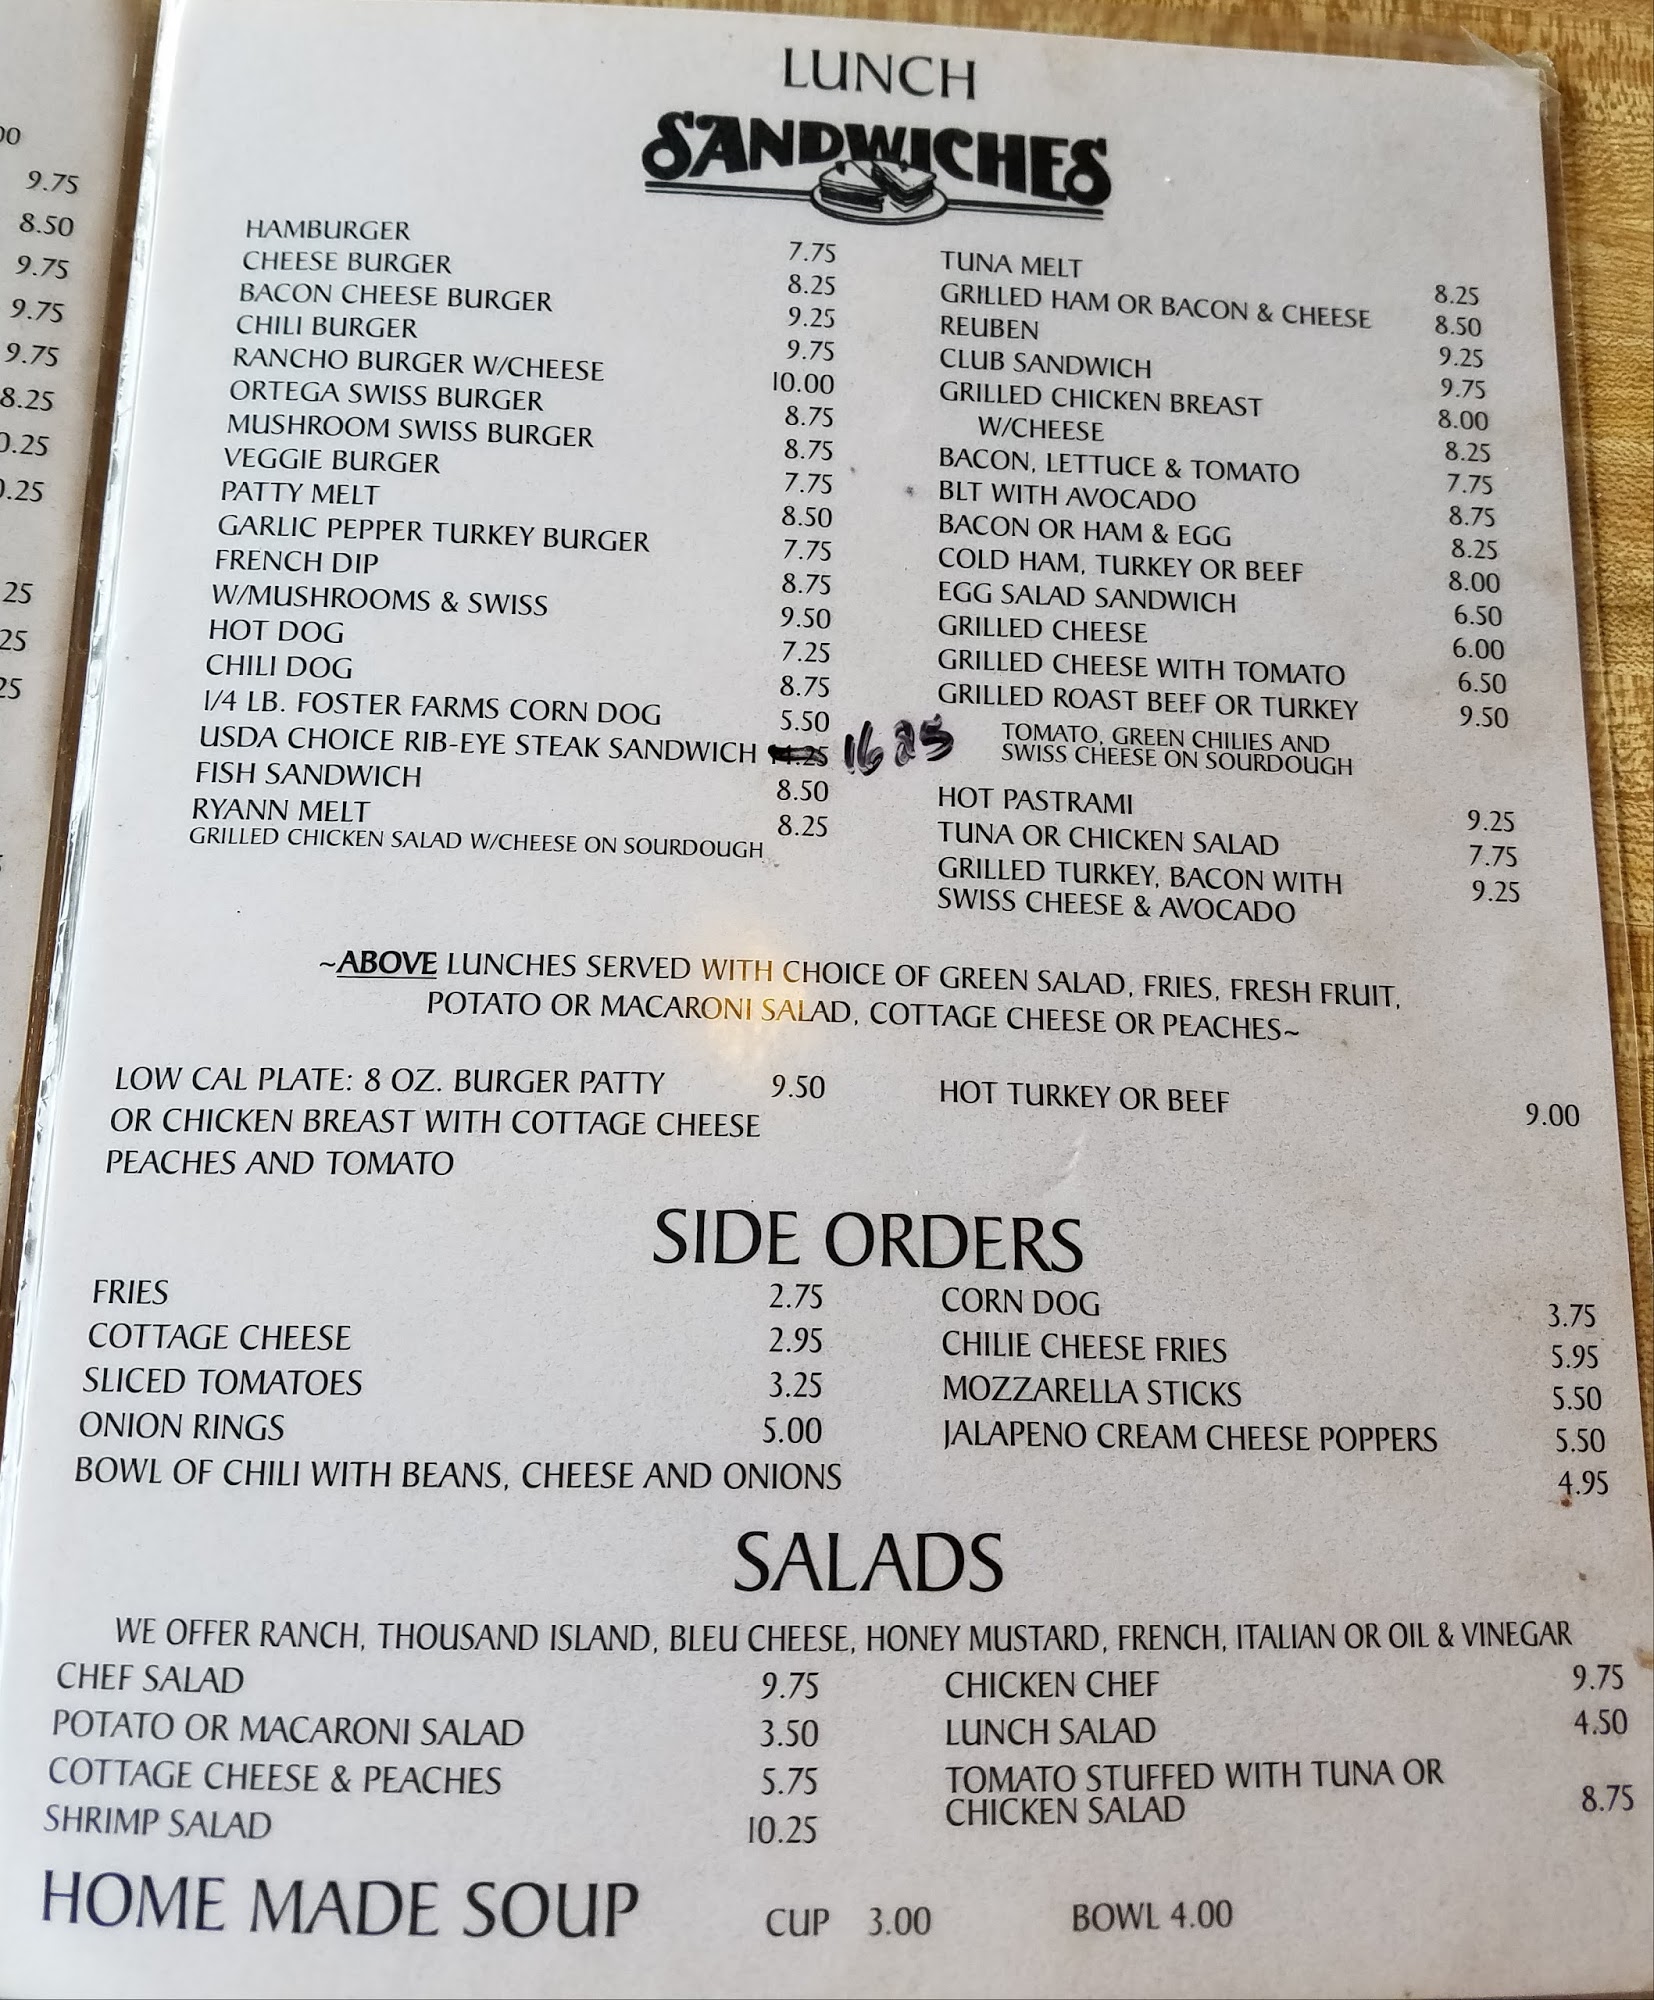 00
9.75
8.50
9.75
9.75
9.75
8.25
0.25
0.25
25
25
25
LUNCH
SANDWICHES
HAMBURGER 7.75
CHEESE BURGER 8.25
BACON CHEESE BURGER 9.25
CHILI BURGER 9.75
RANCHO BURGER W/CHEESE 10.00
ORTEGA SWISS BURGER 8.75
MUSHROOM SWISS BURGER 8.75
VEGGIE BURGER 7.75
PATTY MELT 8.50
GARLIC PEPPER TURKEY BURGER 7.75
FRENCH DIP 8.75
W/MUSHROOMS & SWISS 9.50
HOT DOG 7.25
CHILI DOG 8.75
1/4 LB. FOSTER FARMS CORN DOG 5.50
USDA CHOICE RIB-EYE STEAK SANDWICH 14.25 16 25
FISH SANDWICH 8.50
RYANN MELT 8.25
GRILLED CHICKEN SALAD W/CHEESE ON SOURDOUGH
TUNA MELT 8.25
GRILLED HAM OR BACON & CHEESE 8.50
REUBEN 9.25
CLUB SANDWICH 9.75
GRILLED CHICKEN BREAST 8.00
W/CHEESE 8.25
BACON, LETTUCE & TOMATO 7.75
BLT WITH AVOCADO 8.75
BACON OR HAM & EGG 8.25
COLD HAM, TURKEY OR BEEF 8.00
EGG SALAD SANDWICH 6.50
GRILLED CHEESE 6.00
GRILLED CHEESE WITH TOMATO 6.50
GRILLED ROAST BEEF OR TURKEY 9.50
TOMATO, GREEN CHILIES AND
SWISS CHEESE ON SOURDOUGH
HOT PASTRAMI 9.25
TUNA OR CHICKEN SALAD 7.75
GRILLED TURKEY, BACON WITH 9.25
SWISS CHEESE & AVOCADO
~ABOVE LUNCHES SERVED WITH CHOICE OF GREEN SALAD, FRIES, FRESH FRUIT,
POTATO OR MACARONI SALAD, COTTAGE CHEESE OR PEACHES~
LOW CAL PLATE: 8 OZ. BURGER PATTY 9.50
OR CHICKEN BREAST WITH COTTAGE CHEESE
PEACHES AND TOMATO
HOT TURKEY OR BEEF 9.00
SIDE ORDERS
FRIES 2.75
COTTAGE CHEESE 2.95
SLICED TOMATOES 3.25
ONION RINGS 5.00
CORN DOG 3.75
CHILIE CHEESE FRIES 5.95
MOZZARELLA STICKS 5.50
JALAPENO CREAM CHEESE POPPERS 5.50
BOWL OF CHILI WITH BEANS, CHEESE AND ONIONS 4.95
SALADS
WE OFFER RANCH, THOUSAND ISLAND, BLEU CHEESE, HONEY MUSTARD, FRENCH, ITALIAN OR OIL & VINEGAR
CHEF SALAD 9.75
POTATO OR MACARONI SALAD 3.50
COTTAGE CHEESE & PEACHES 5.75
SHRIMP SALAD 10.25
CHICKEN CHEF 9.75
LUNCH SALAD 4.50
TOMATO STUFFED WITH TUNA OR
CHICKEN SALAD 8.75
HOME MADE SOUP CUP 3.00 BOWL 4.00